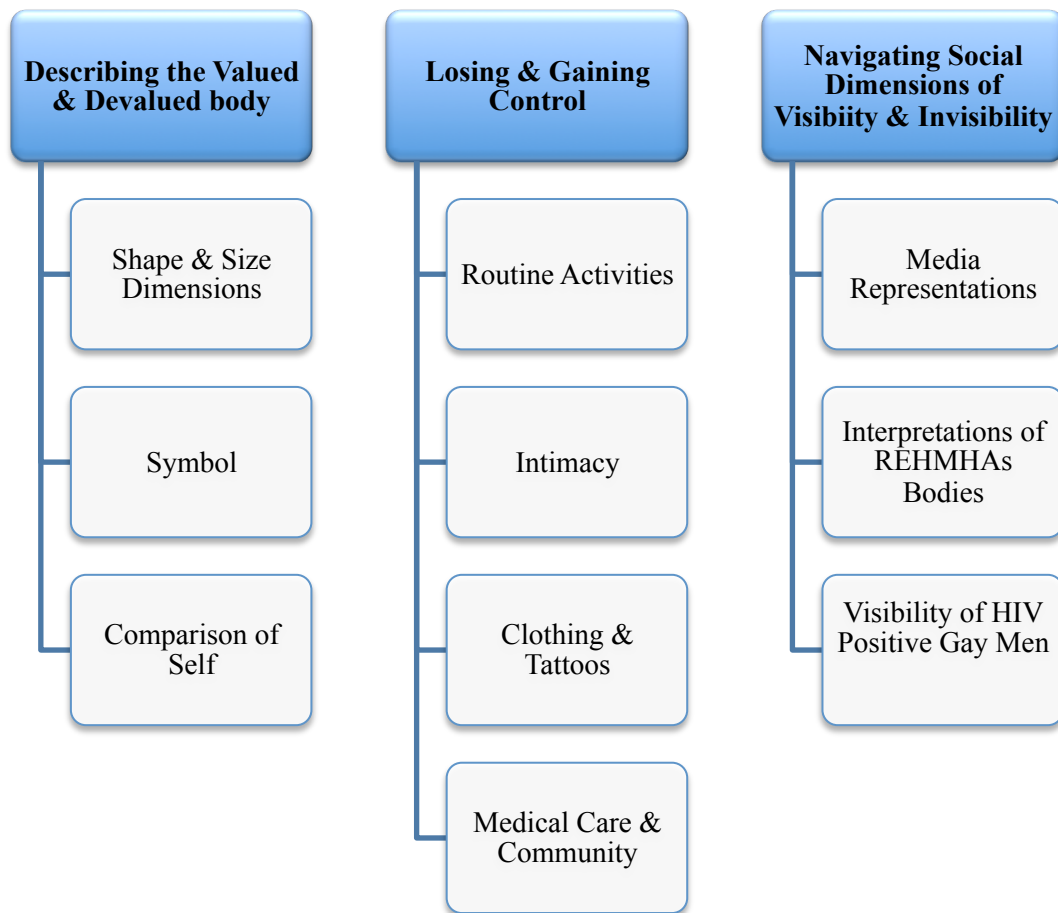 Describing the Valued
& Devalued body
Shape & Size
Dimensions
Symbol
Comparison of
Self
Losing & Gaining
Control
Routine Activities
Intimacy
Clothing &
Tattoos
Medical Care &
Community
Navigating Social
Dimensions of
Visibiity & Invisibility
Media
Representations
Interpretations of
REHMHAs
Bodies
Visibility of HIV
Positive Gay Men